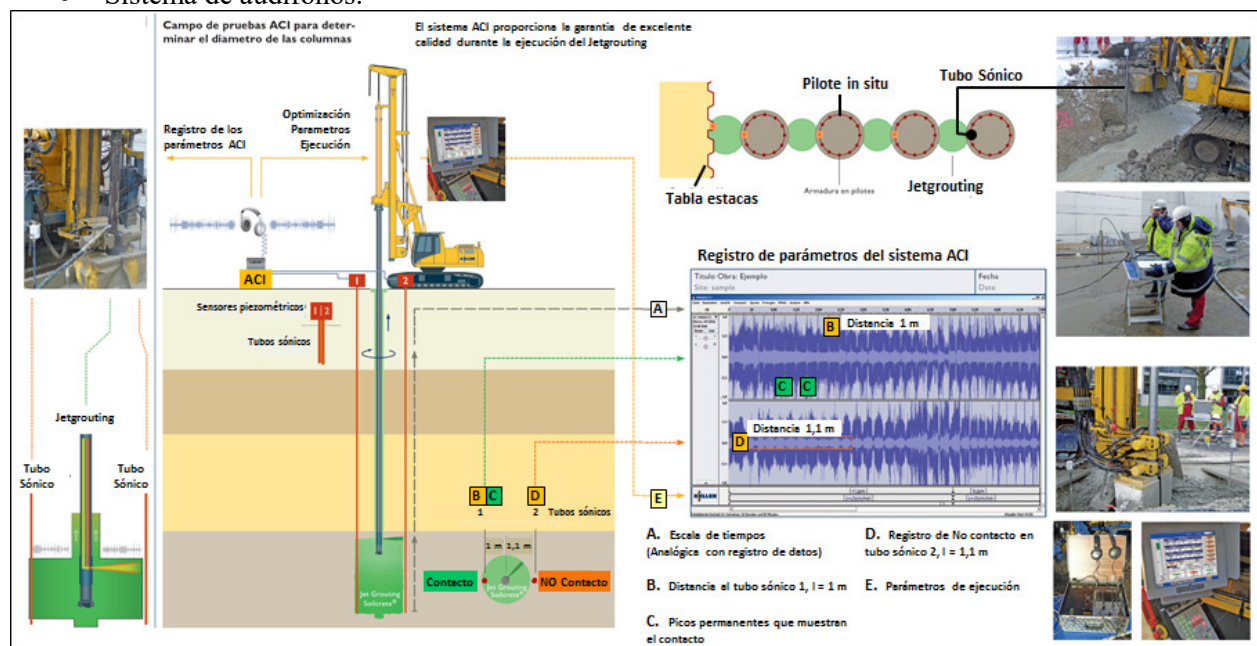 Sistema de audífonos:
Campo de pruebas ACI para deter-
minar el diametro de las columnas
El sistema ACI proporciona la garantia de excelente
calidad durante la ejecución del Jetgrouting
Registro de los
parámetros ACI
Optimización
Parametros
Ejecución
ACI
1
2
Sensores piezométricos
1|2
Tubos sónicos
Jetgrouting
Tubo
Sónico
Tubo
Sónico
B C
1
D
2
Tubos sónicos
1 m
1,1 m
Contacto
NO Contacto
Jet Grouting
Soilcrete®
Jet Grouting
Soilcrete®
Pilote in situ
Tubo Sónico
Tabla estacas
Armadura en pilotes
Jetgrouting
Registro de parámetros del sistema ACI
Titulo Obra: Ejemplo
Site: sample
Fecha
Date
A
B
Distancia 1 m
C C
Distancia 1,1 m
D
E
KELLER
A. Escala de tiempos
(Analógica con registro de datos)
B. Distancia al tubo sónico 1, l = 1 m
C. Picos permanentes que muestran
el contacto
D. Registro de No contacto en
tubo sónico 2, l = 1,1 m
E. Parámetros de ejecución